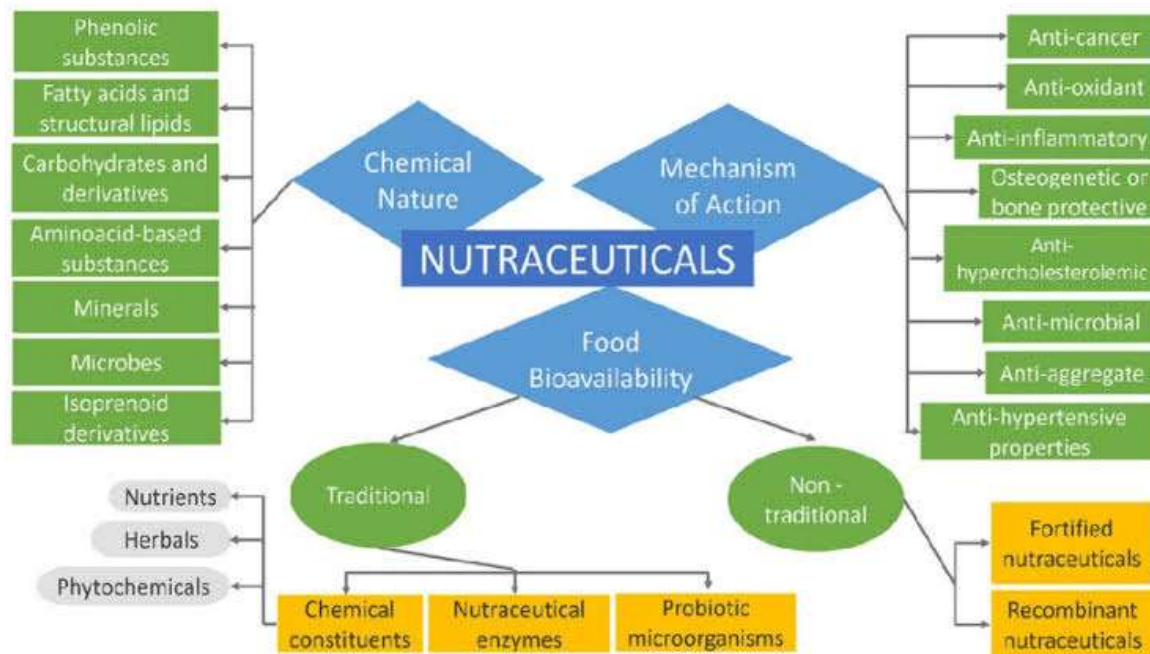 Phenolic
substances
Fatty acids and
structural lipids
Carbohydrates and
derivatives
Aminoacid-based
substances
Minerals
Microbes
Isoprenoid
derivatives
Chemical
Nature
Mechanism
of Action
NUTRACEUTICALS
Food
Bioavailability
Anti-cancer
Anti-oxidant
Anti-inflammatory
Osteogenetic or
bone protective
Anti-
hypercholesterolemic
Anti-microbial
Anti-aggregate
Anti-hypertensive
properties
Traditional
Non -
traditional
Nutrients
Herbals
Phytochemicals
Chemical
constituents
Nutraceutical
enzymes
Probiotic
microorganisms
Fortified
nutraceuticals
Recombinant
nutraceuticals